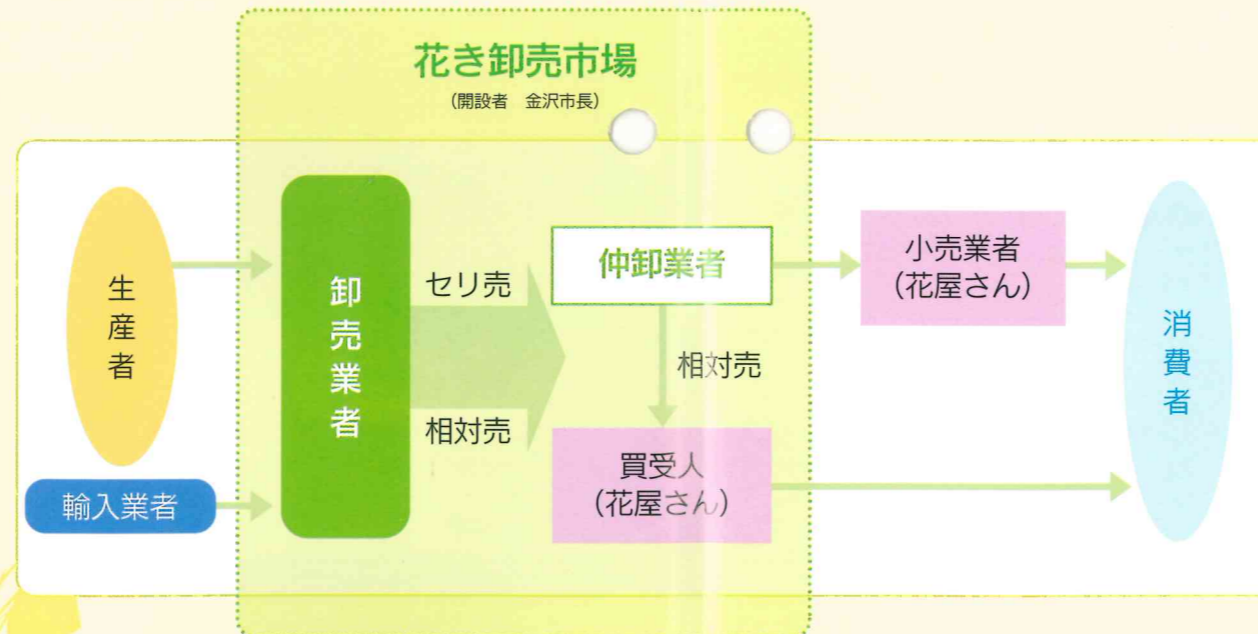 花き卸売市場
（開設者　金沢市長）
生産者
輸入業者
卸売業者
セリ売
相対売
仲卸業者
相対売
買受人
（花屋さん）
小売業者
（花屋さん）
消費者